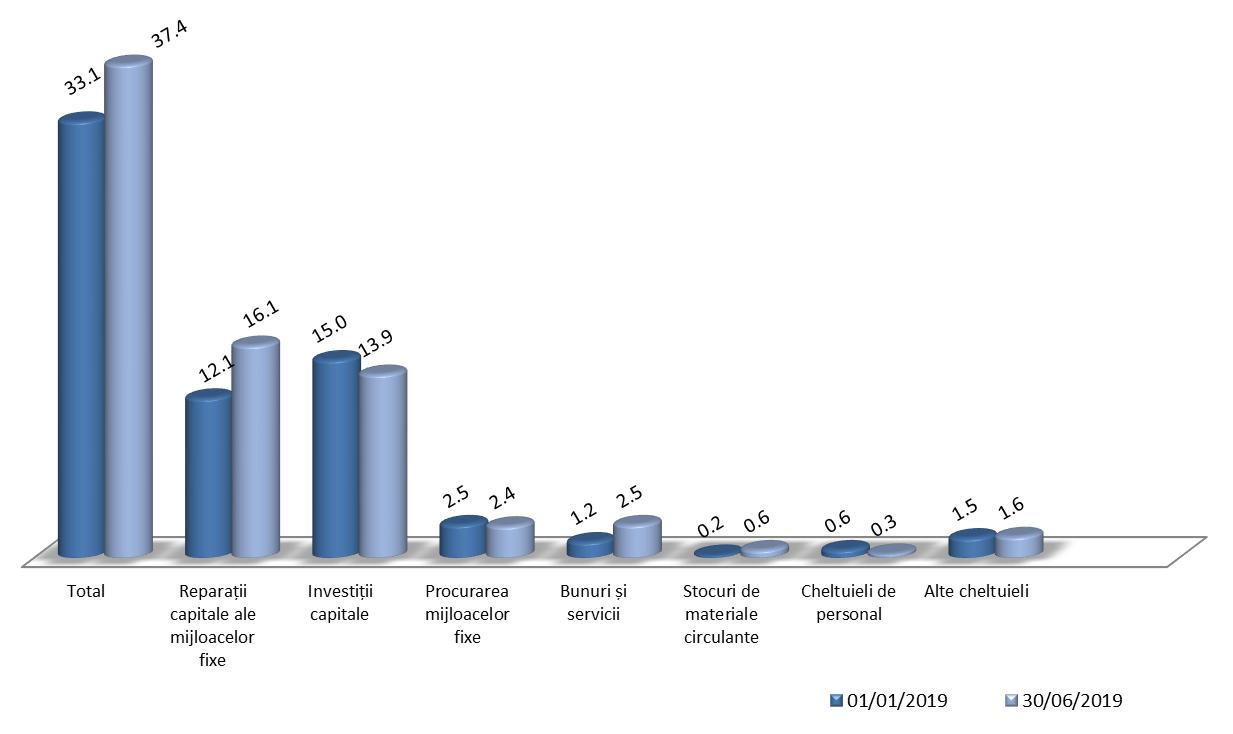 33.1
37.4
12.1
16.1
15.0
13.9
2.5
2.4
1.2
2.5
0.2
0.6
0.6
0.3
1.5
1.6
Total
Reparații
capitale ale
mijloacelor
fixe
Investiții
capitale
Procurarea
mijloacelor
fixe
Bunuri și
servicii
Stocuri de
materiale
circulante
Cheltuieli de
personal
Alte cheltuieli
01/01/2019
30/06/2019